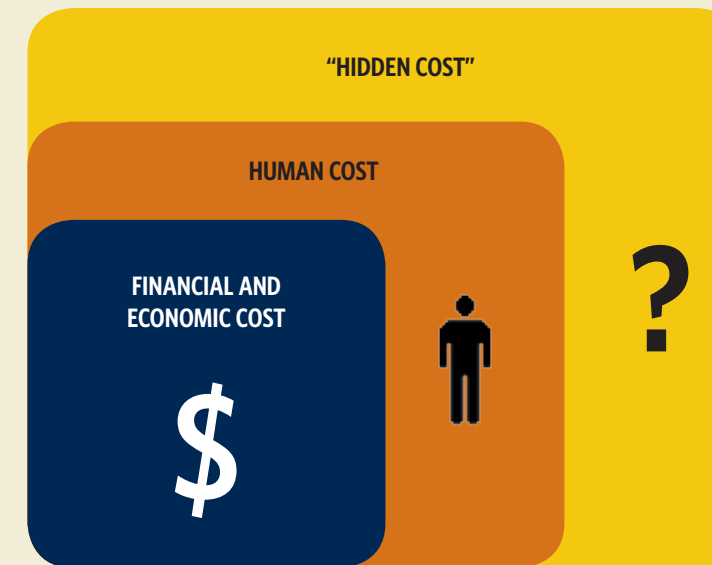 “HIDDEN COST”
HUMAN COST
FINANCIAL AND
ECONOMIC COST
$
?